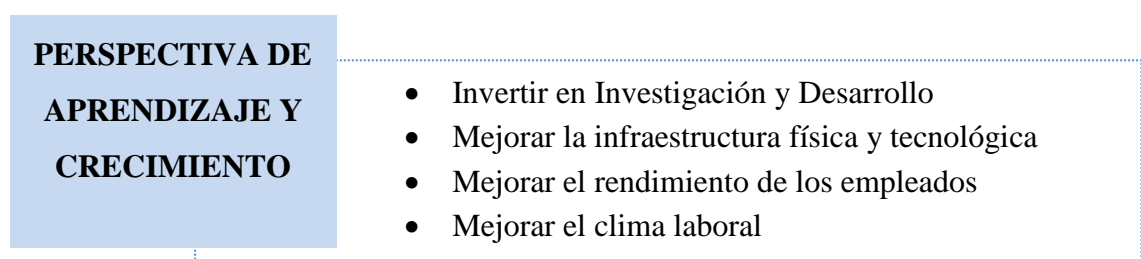 PERSPECTIVA DE
APRENDIZAJE Y
CRECIMIENTO
• Invertir en Investigación y Desarrollo
• Mejorar la infraestructura física y tecnológica
• Mejorar el rendimiento de los empleados
• Mejorar el clima laboral